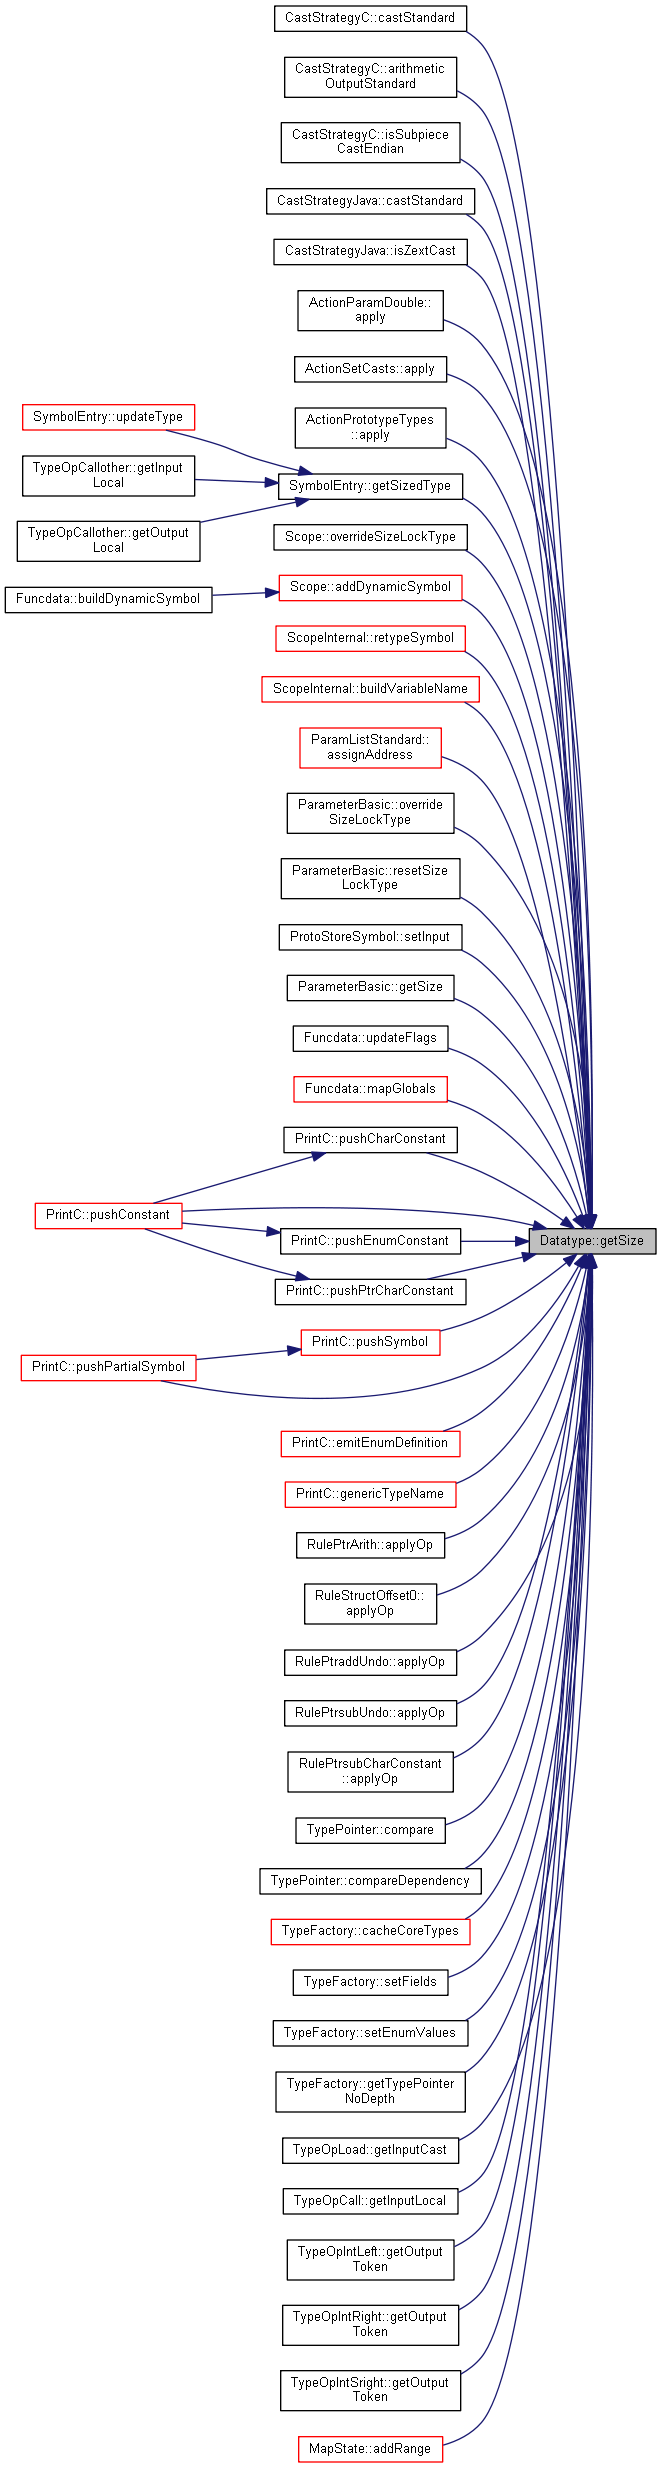 CastStrategyC::castStandard
CastStrategyC::arithmetic
OutputStandard
CastStrategyC::isSubpiece
CastEndian
CastStrategyJava::castStandard
CastStrategyJava::isZextCast
ActionParamDouble::
apply
ActionSetCasts::apply
ActionPrototypeTypes
::apply
SymbolEntry::updateType
TypeOpCallother::getInput
Local
SymbolEntry::getSizedType
TypeOpCallother::getOutput
Local
Scope::overrideSizeLockType
Funcdata::buildDynamicSymbol
Scope::addDynamicSymbol
ScopeInternal::retypeSymbol
ScopeInternal::buildVariableName
ParamListStandard::
assignAddress
ParameterBasic::override
SizeLockType
ParameterBasic::resetSize
LockType
ProtoStoreSymbol::setInput
ParameterBasic::getSize
Funcdata::updateFlags
Funcdata::mapGlobals
PrintC::pushCharConstant
PrintC::pushConstant
PrintC::pushEnumConstant
Datatype::getSize
PrintC::pushPtrCharConstant
PrintC::pushSymbol
PrintC::pushPartialSymbol
PrintC::emitEnumDefinition
PrintC::genericTypeName
RulePtrArith::applyOp
RuleStructOffset0::
applyOp
RulePtraddUndo::applyOp
RulePtrsubUndo::applyOp
RulePtrsubCharConstant
::applyOp
TypePointer::compare
TypePointer::compareDependency
TypeFactory::cacheCoreTypes
TypeFactory::setFields
TypeFactory::setEnumValues
TypeFactory::getTypePointer
NoDepth
TypeOpLoad::getInputCast
TypeOpCall::getInputLocal
TypeOpIntLeft::getOutput
Token
TypeOpIntRight::getOutput
Token
TypeOpIntSright::getOutput
Token
MapState::addRange